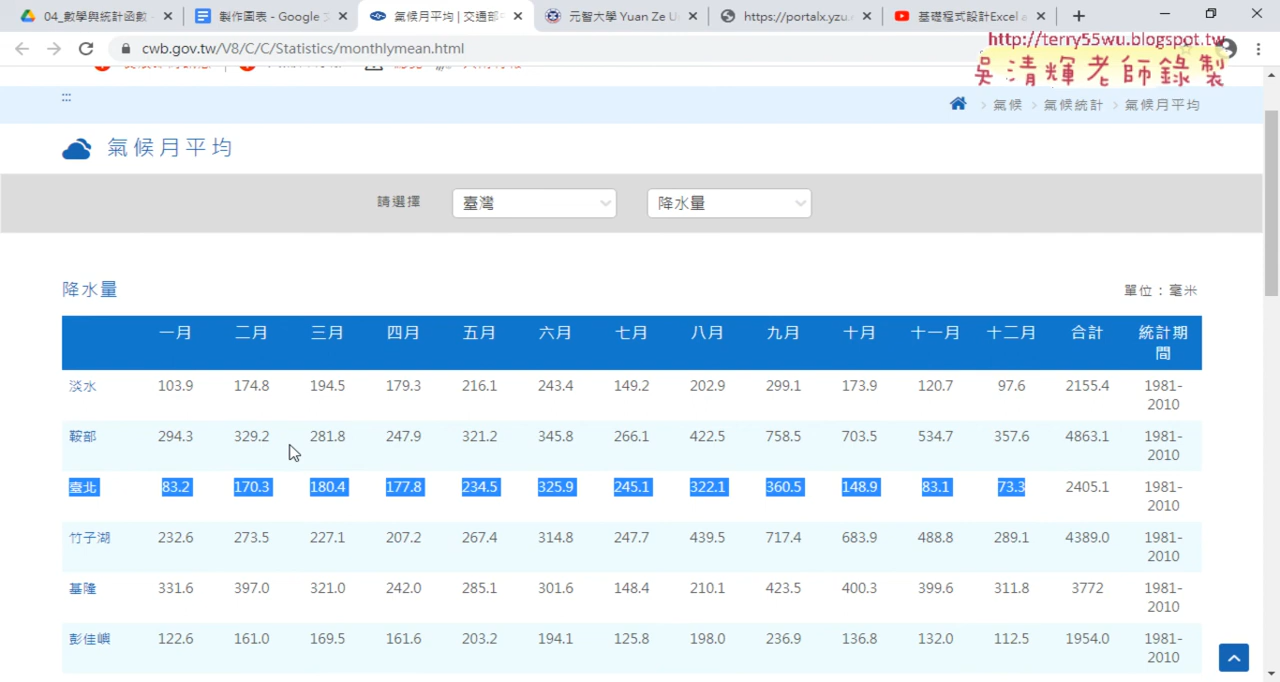 04_數學與統計函數
製作圖表 - Google 文
氣候月平均 | 交通部中
元智大學 Yuan Ze U
https://portalx.yzu.
基礎程式設計Excel a
cwb.gov.tw/V8/C/C/Statistics/monthlymean.html
http://terry55wu.blogspot.tw
吳清輝老師錄製
:::
氣候 > 氣候統計 > 氣候月平均
氣候月平均
請選擇 臺灣 降水量
降水量
單位：毫米
一月 二月 三月 四月 五月 六月 七月 八月 九月 十月 十一月 十二月 合計 統計期間
淡水 103.9 174.8 194.5 179.3 216.1 243.4 149.2 202.9 299.1 173.9 120.7 97.6 2155.4 1981-2010
鞍部 294.3 329.2 281.8 247.9 321.2 345.8 266.1 422.5 758.5 703.5 534.7 357.6 4863.1 1981-2010
臺北 83.2 170.3 180.4 177.8 234.5 325.9 245.1 322.1 360.5 148.9 83.1 73.3 2405.1 1981-2010
竹子湖 232.6 273.5 227.1 207.2 267.4 314.8 247.7 439.5 717.4 683.9 488.8 289.1 4389.0 1981-2010
基隆 331.6 397.0 321.0 242.0 285.1 301.6 148.4 210.1 423.5 400.3 399.6 311.8 3772 1981-2010
彭佳嶼 122.6 161.0 169.5 161.6 203.2 194.1 125.8 198.0 236.9 136.8 132.0 112.5 1954.0 1981-2010